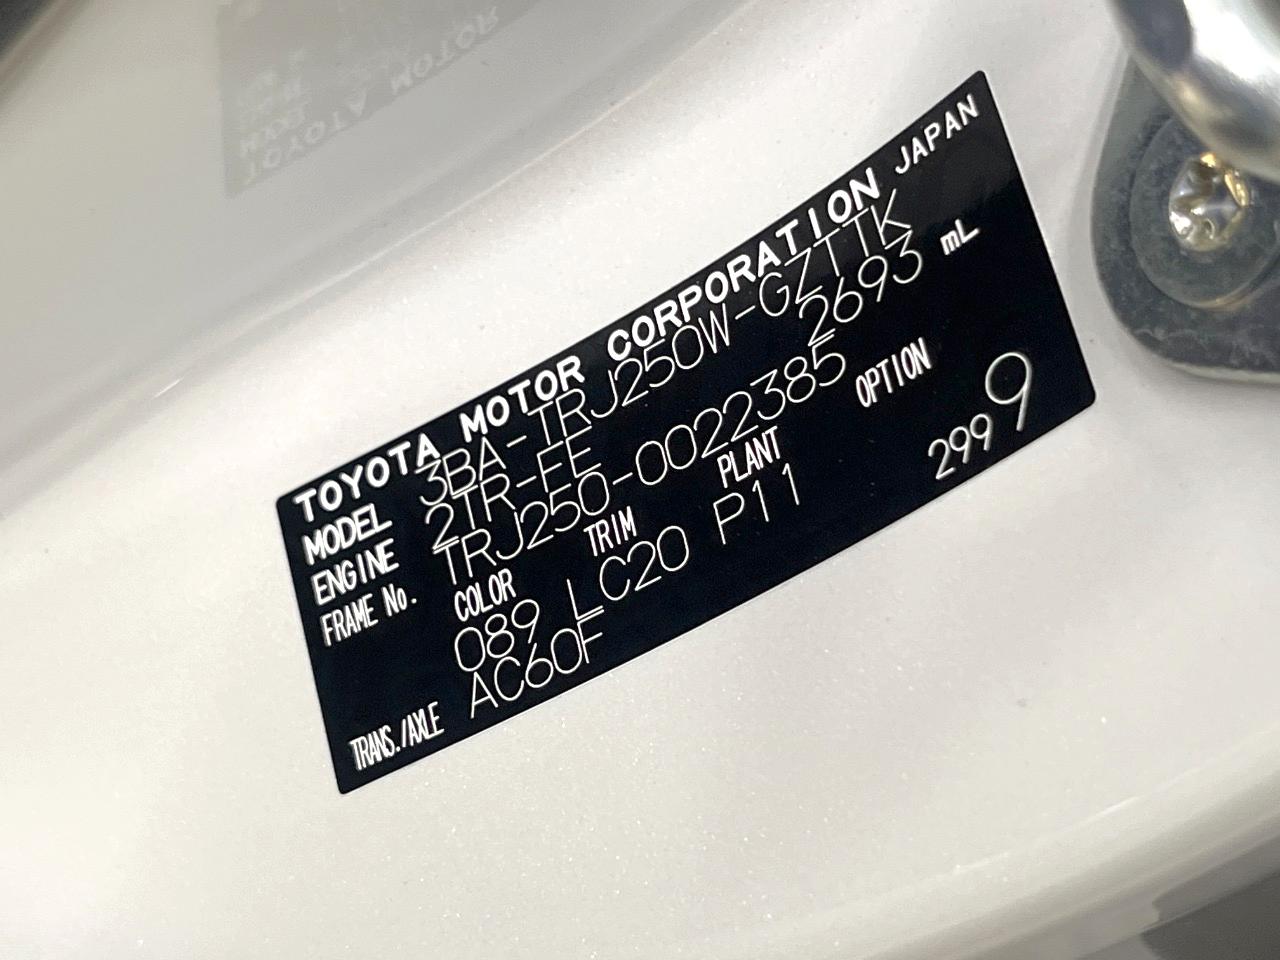 TOYOTA MOTOR CORPORATION JAPAN
MODEL 3BA-TRJ250W-GZTTK
ENGINE 2TR-FE 2693 mL
FRAME No. TRJ250-0022385
COLOR TRIM PLANT OPTION
089 LC20 P11 2999
TRANS./AXLE AC60F